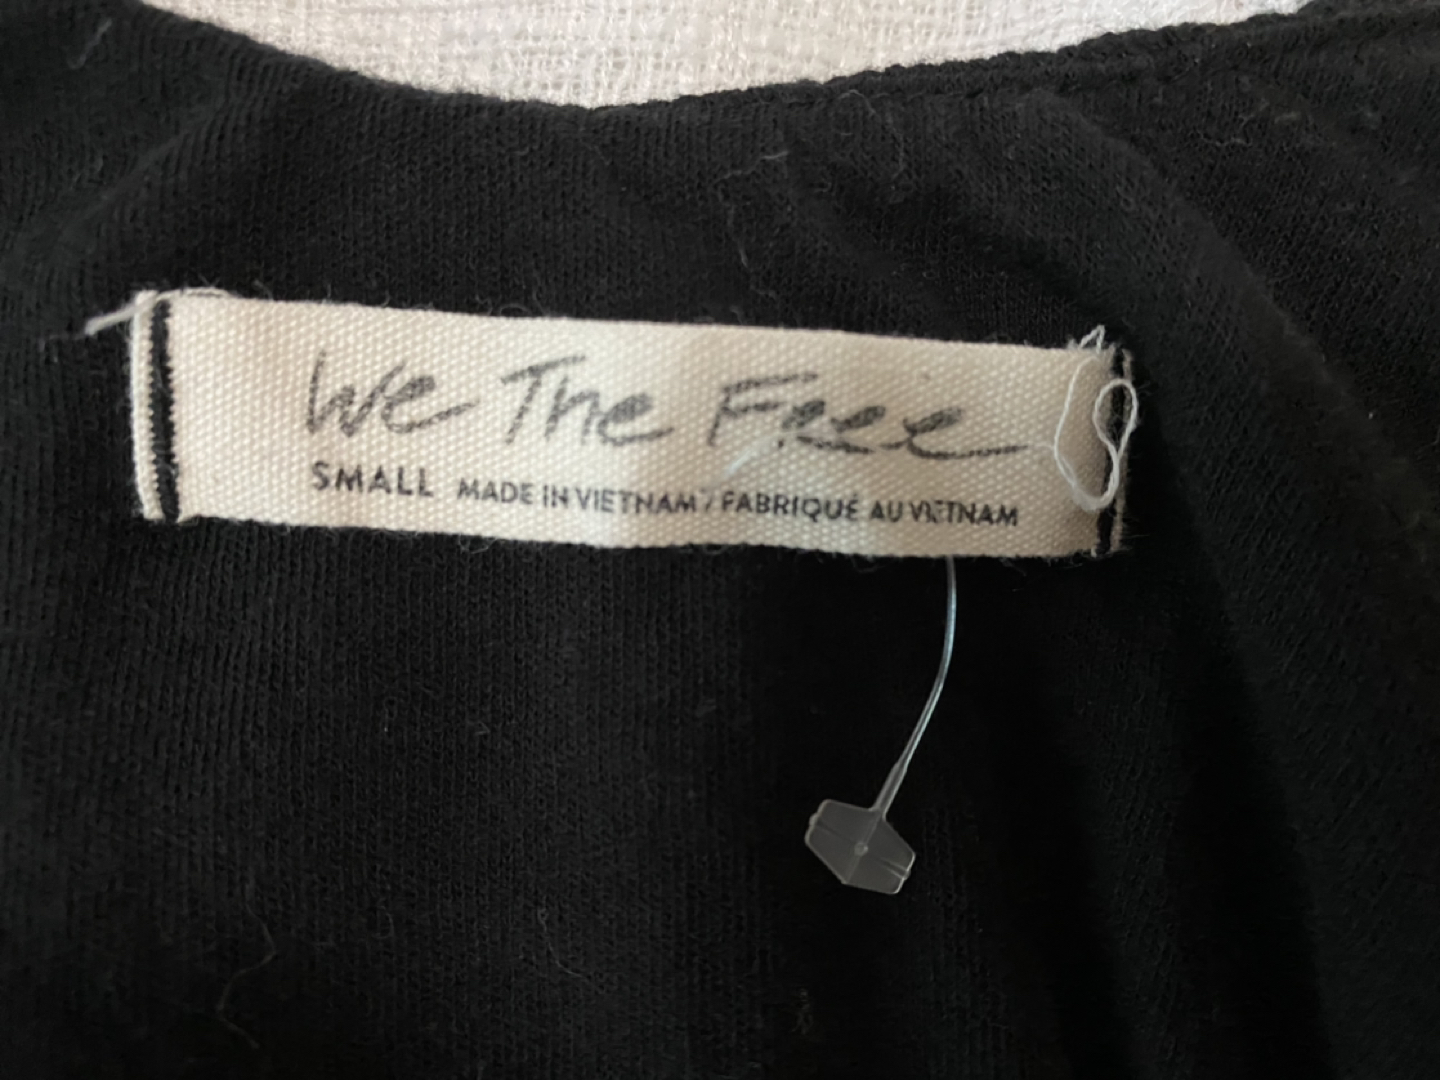 We The Free
SMALL MADE IN VIETNAM / FABRIQUÉ AU VIETNAM